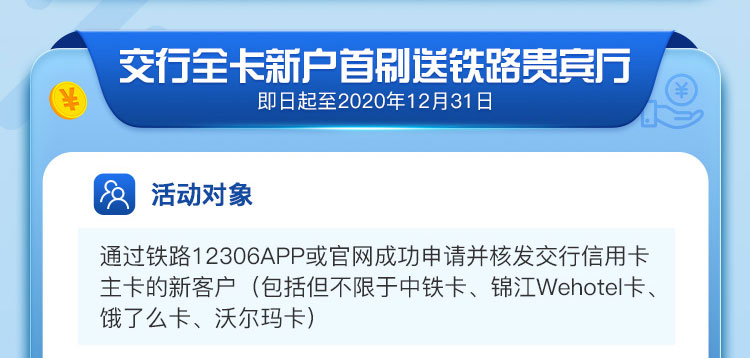 交行全卡新户首刷送铁路贵宾厅
即日起至2020年12月31日
活动对象
通过铁路12306APP或官网成功申请并核发交行信用卡
主卡的新客户（包括但不限于中铁卡、锦江Wehotel卡、
饿了么卡、沃尔玛卡）